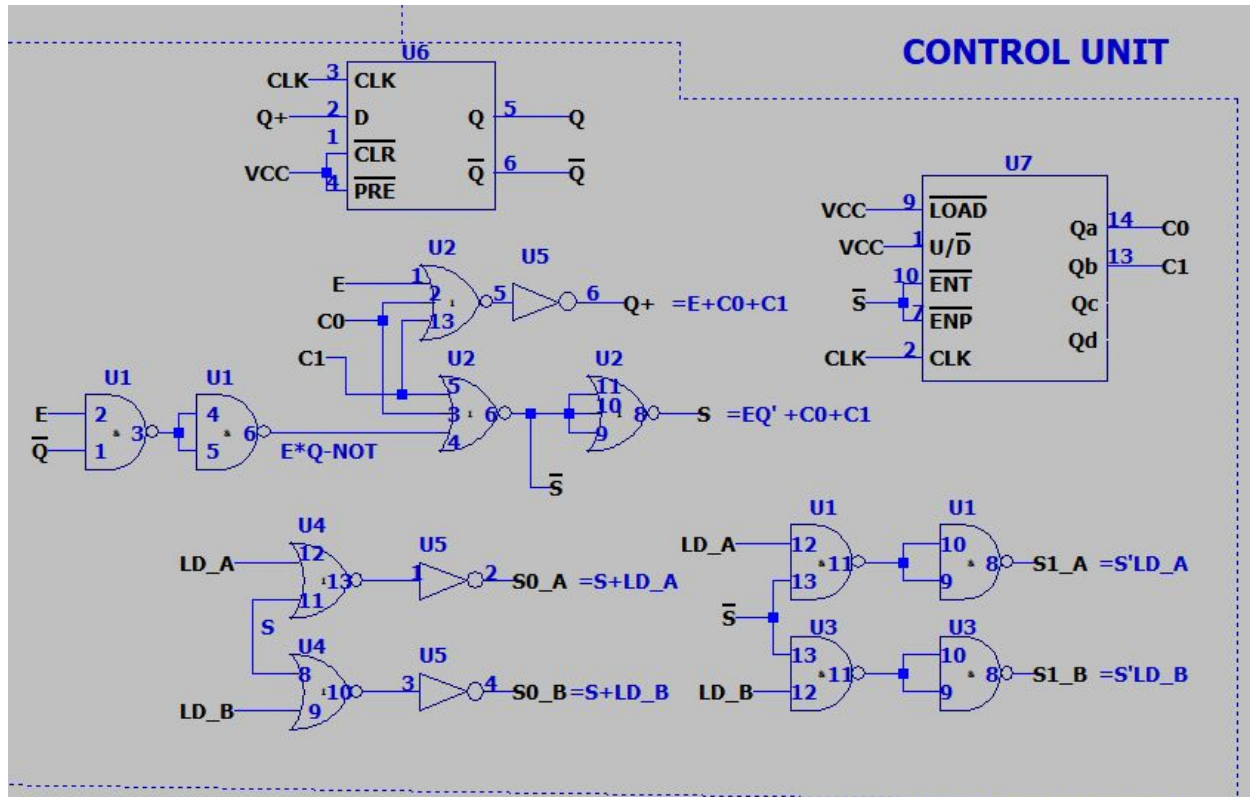 CONTROL UNIT
U6
CLK 3 CLK
Q+ 2 D Q 5 Q
1 CLR
VCC Q̅ 6 Q̅
4 PRE
U7
VCC 9 LOAD
VCC 1 U/D̅
10 ENT
S̅
7 ENP
CLK 2 CLK
Qa 14 C0
Qb 13 C1
Qc
Qd
U2 U5
E 1
C0 2 1 5 6 Q+ =E+C0+C1
13
C1
U2 U2
5 11
3 1 6 10 1 8 S =EQ' +C0+C1
4 9
S̅
U1 U1
E 2 4
& 3 & 6
Q̅ 1 5
E*Q-NOT
U4 U5
LD_A 12
1 13 1 2 S0_A =S+LD_A
11
S
U4 U5
8
1 10 3 4 S0_B =S+LD_B
LD_B 9
U1 U1
LD_A 12 10
& 11 & 8 S1_A =S'LD_A
13 9
S̅
U3 U3
13 10
& 11 & 8 S1_B =S'LD_B
LD_B 12 9